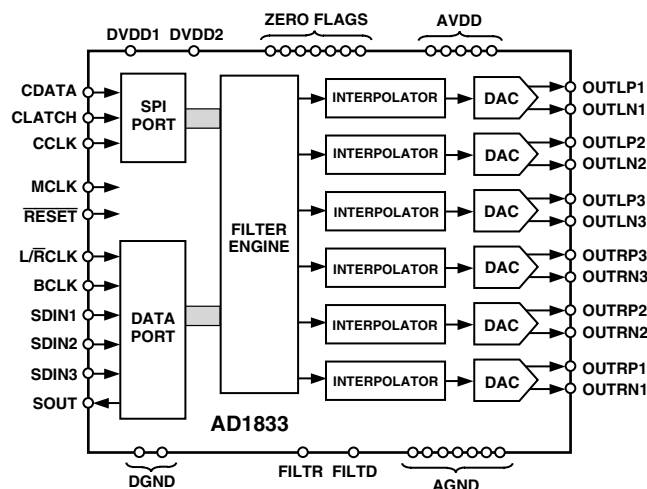 DVDD1 DVDD2 ZERO FLAGS AVDD
CDATA
CLATCH
CCLK
MCLK
RESET
L/RCLK
BCLK
SDIN1
SDIN2
SDIN3
SOUT
SPI
PORT
DATA
PORT
FILTER
ENGINE
INTERPOLATOR DAC OUTLP1
OUTLN1
INTERPOLATOR DAC OUTLP2
OUTLN2
INTERPOLATOR DAC OUTLP3
OUTLN3
INTERPOLATOR DAC OUTRP3
OUTRN3
INTERPOLATOR DAC OUTRP2
OUTRN2
INTERPOLATOR DAC OUTRP1
OUTRN1
AD1833
DGND FILTR FILTD AGND